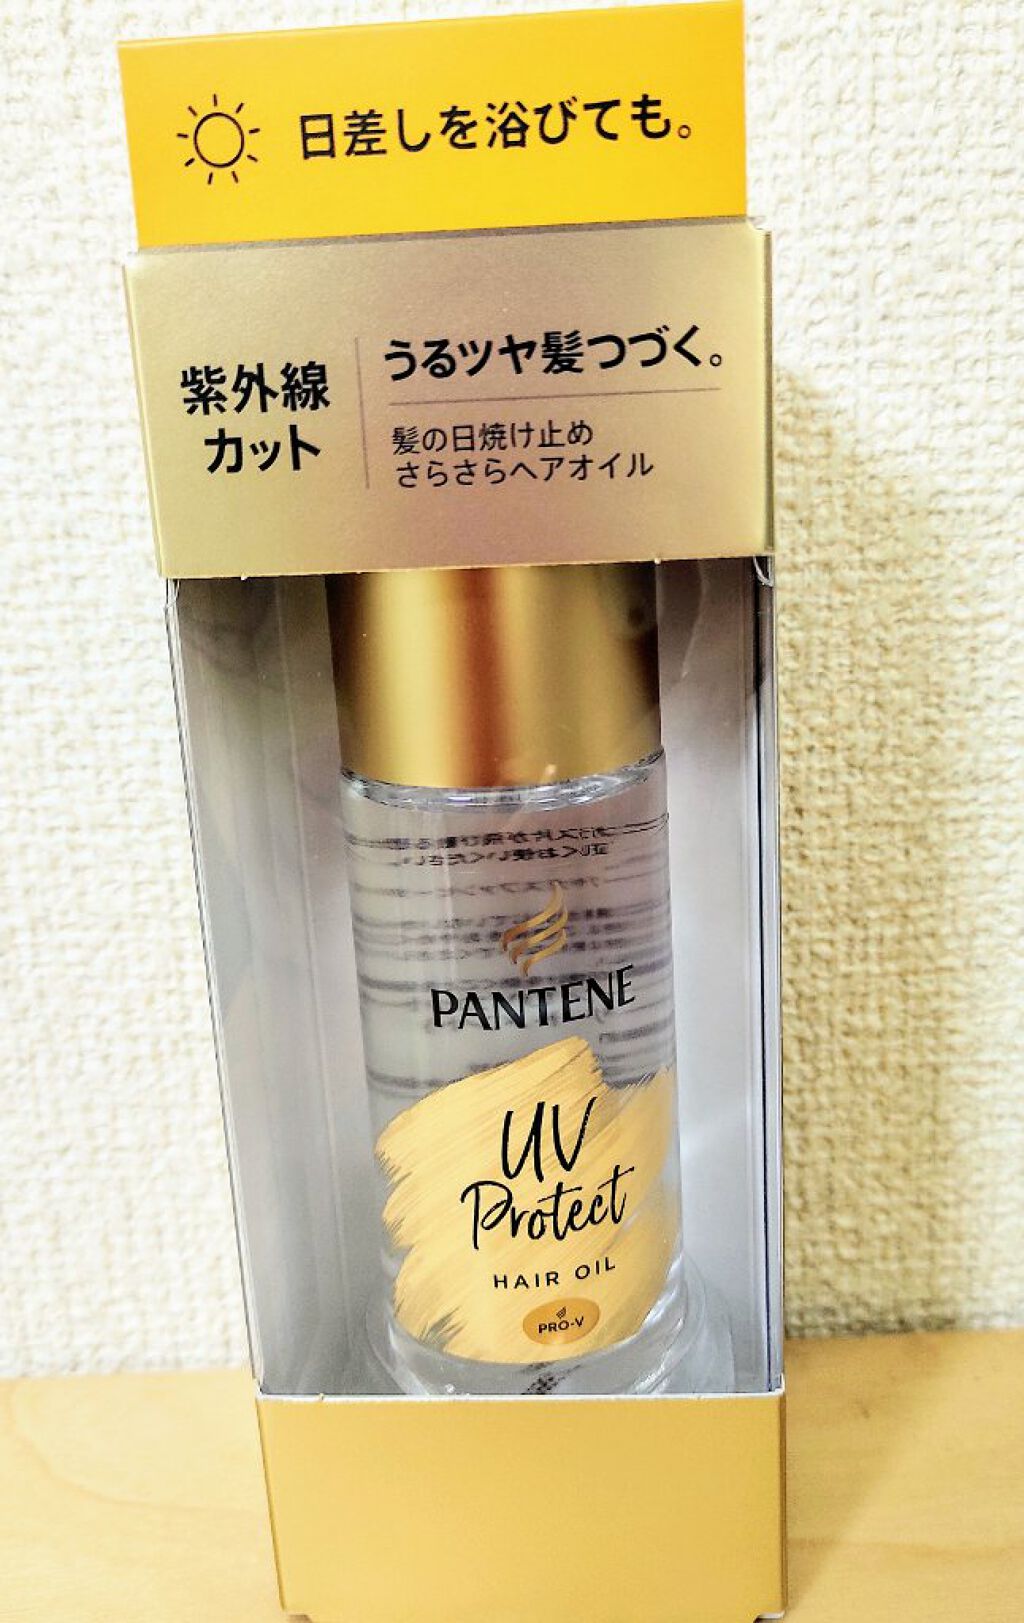 日差しを浴びても。
紫外線
カット
うるツヤ髪つづく。
髪の日焼け止め
さらさらヘアオイル
PANTENE
UV
Protect
HAIR OIL
PRO-V